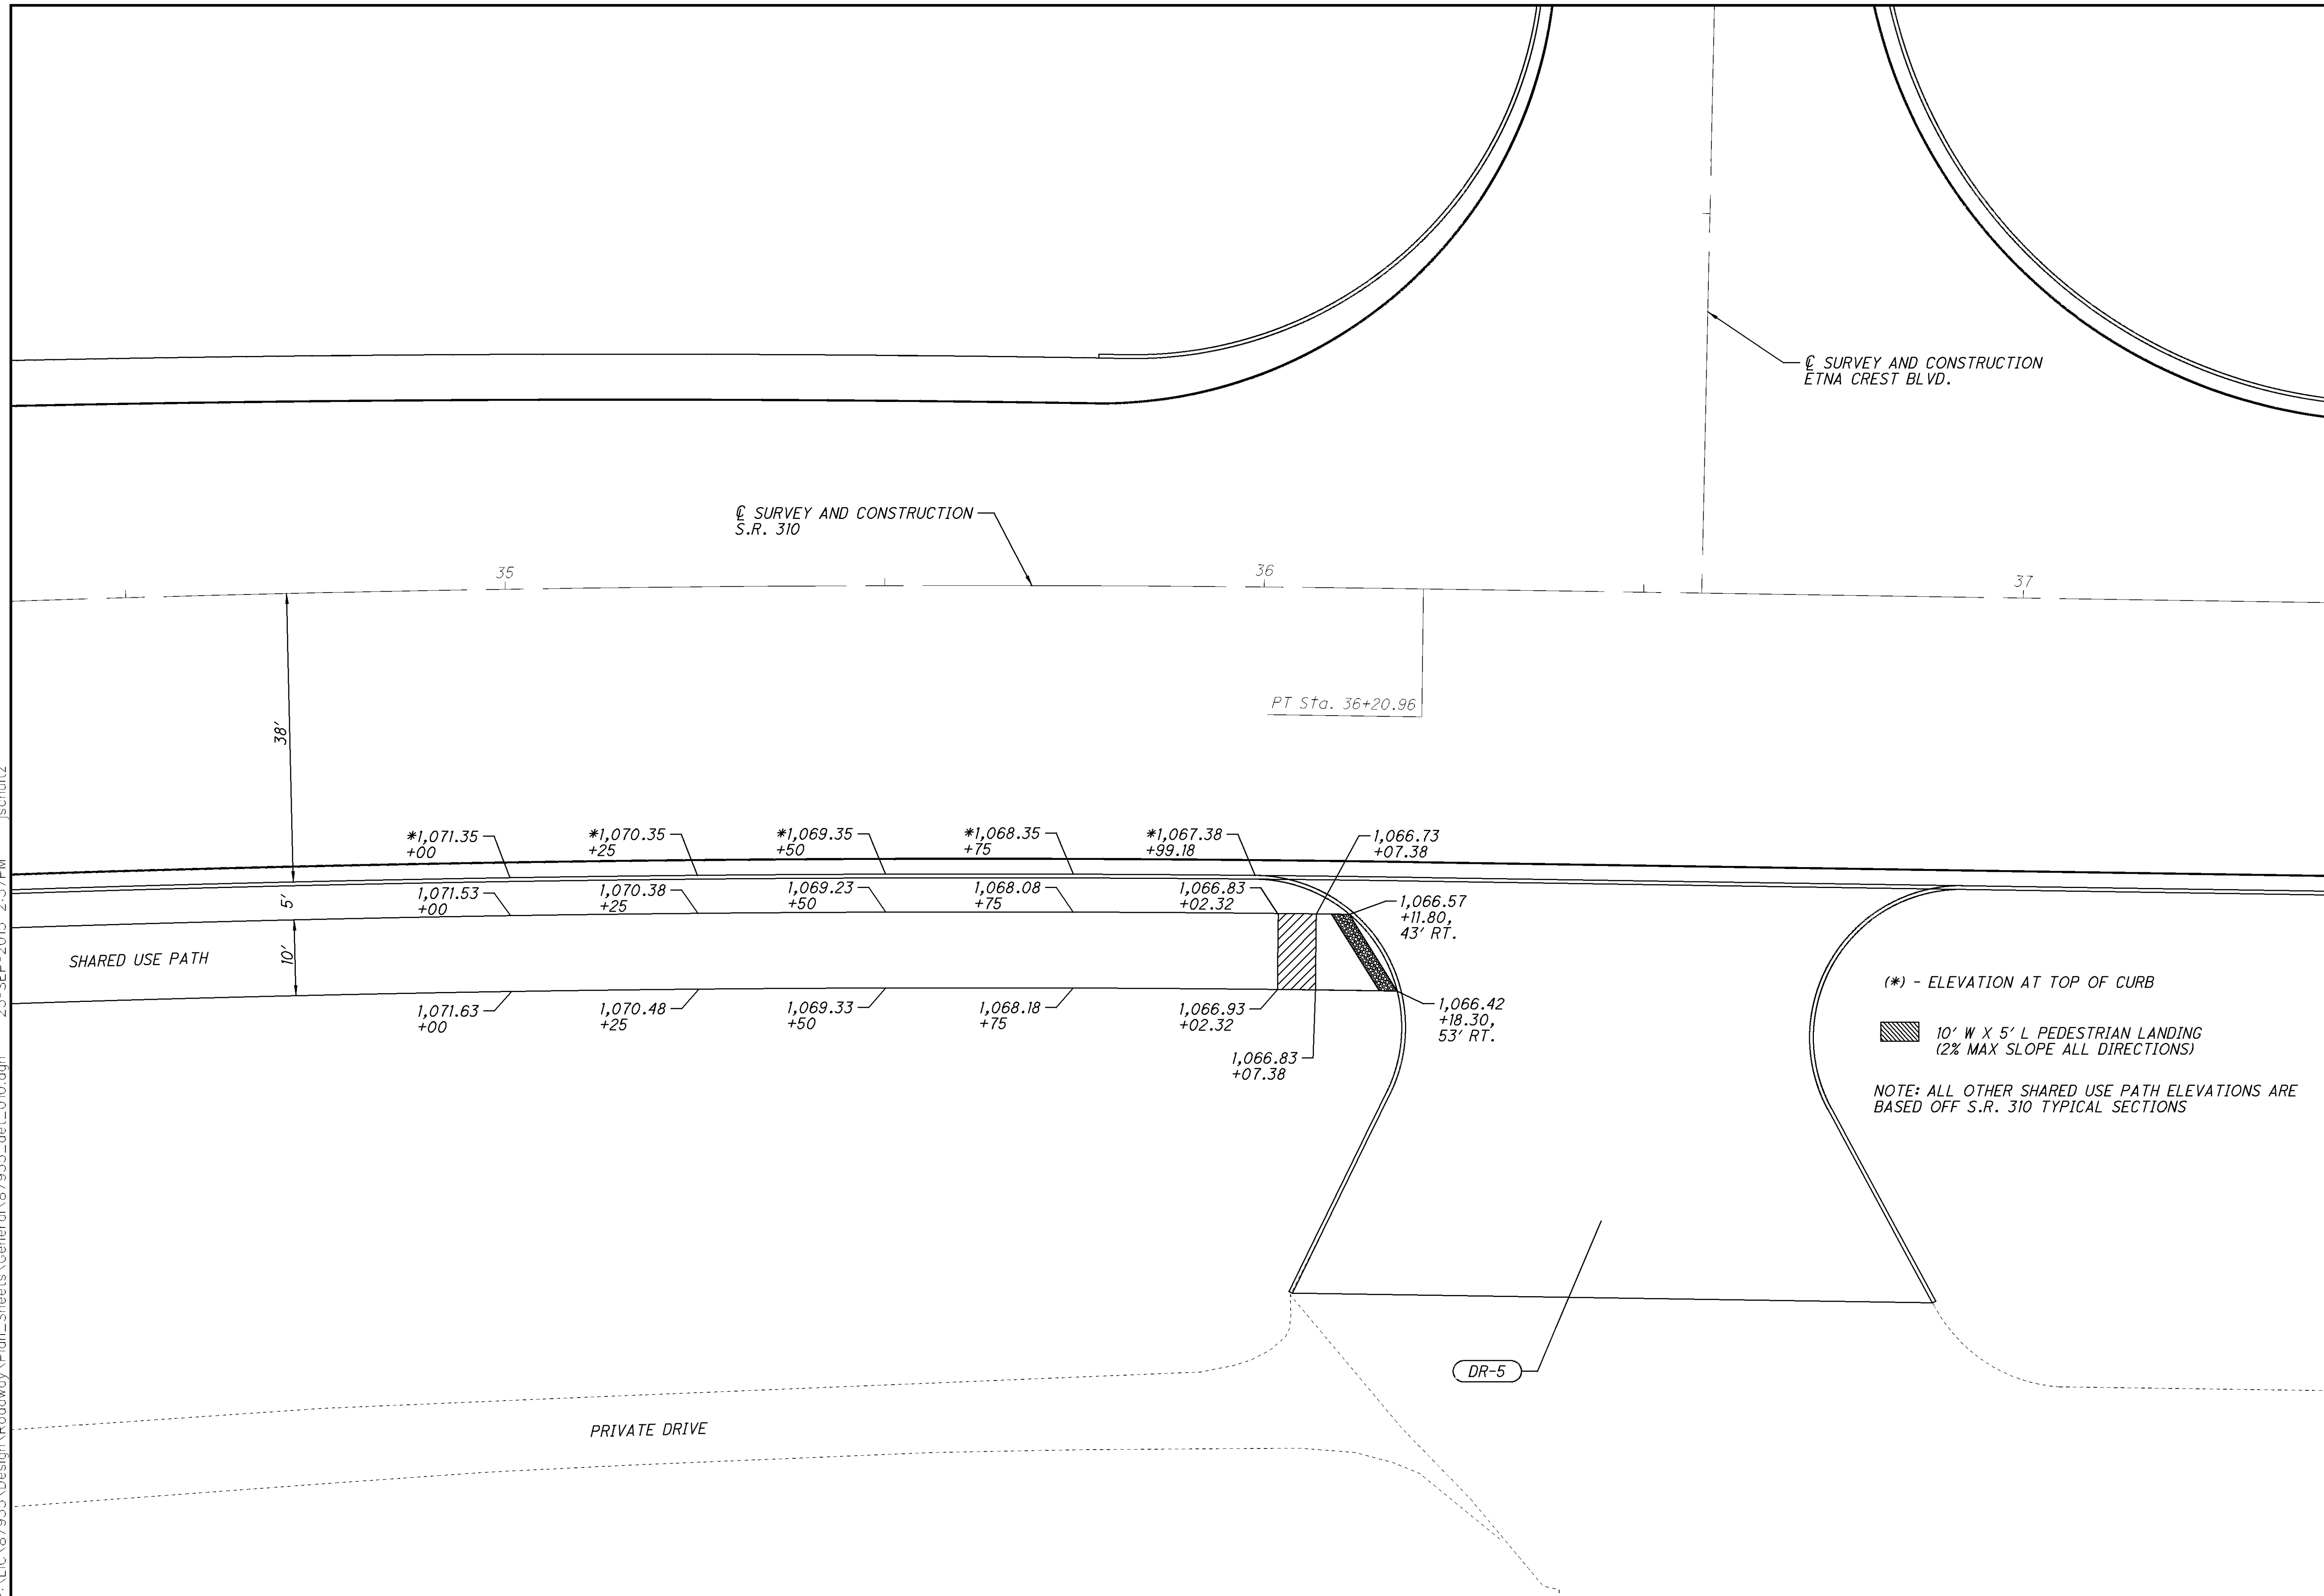 ℄ SURVEY AND CONSTRUCTION
ETNA CREST BLVD.
℄ SURVEY AND CONSTRUCTION
S.R. 310
35
36
37
PT Sta. 36+20.96
38'
*1,071.35
+00
*1,070.35
+25
*1,069.35
+50
*1,068.35
+75
*1,067.38
+99.18
1,066.73
+07.38
5'
1,071.53
+00
1,070.38
+25
1,069.23
+50
1,068.08
+75
1,066.83
+02.32
1,066.57
+11.80,
43' RT.
SHARED USE PATH
10'
1,071.63
+00
1,070.48
+25
1,069.33
+50
1,068.18
+75
1,066.93
+02.32
1,066.42
+18.30,
53' RT.
1,066.83
+07.38
(*) - ELEVATION AT TOP OF CURB
10' W X 5' L PEDESTRIAN LANDING
(2% MAX SLOPE ALL DIRECTIONS)
NOTE: ALL OTHER SHARED USE PATH ELEVATIONS ARE
BASED OFF S.R. 310 TYPICAL SECTIONS
DR-5
PRIVATE DRIVE
jschultz